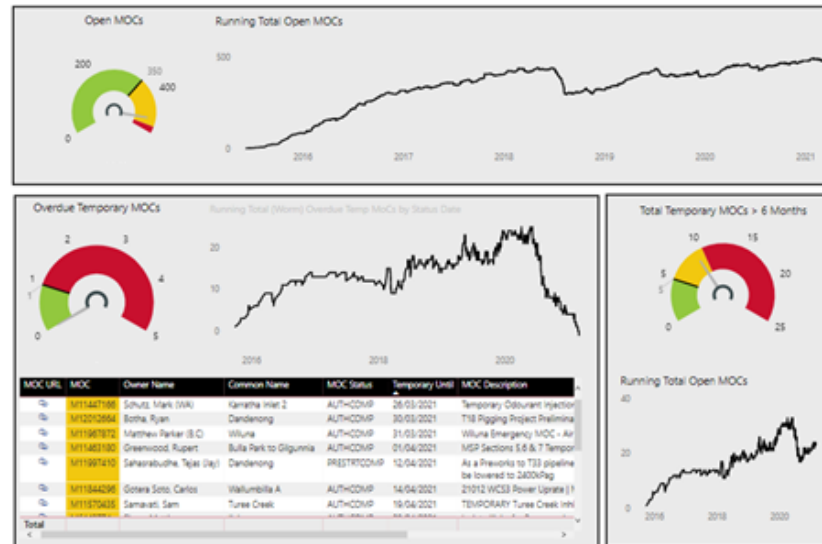 Open MOCs
Running Total Open MOCs
200
350
400
0
500
0
2016
2017
2018
2019
2020
2021
Overdue Temporary MOCs
Running Total (Worm) Overdue Temp MoCs by Status Date
2
3
1
4
1
0
5
20
10
0
2016
2018
2020
Total Temporary MOCs > 6 Months
10
15
5
20
5
0
25
Running Total Open MOCs
40
20
0
2016
2018
2020
MOC URL MOC Owner Name Common Name MOC Status Temporary Until MOC Description
M11447166 Schutz, Mark (WA) Karratha Inlet 2 AUTHCOMP 26/03/2021 Temporary Odourant Injection
M12012664 Botha, Ryan Dandenong AUTHCOMP 30/03/2021 T18 Pigging Project Prelimina
M11967872 Matthew Parker (B.C) Wiluna AUTHCOMP 31/03/2021 Wiluna Emergency MOC - Air
M11463180 Greenwood, Rupert Bulla Park to Gilgunnia AUTHCOMP 01/04/2021 MSP Sections 5,6 & 7 Tempor
M11997410 Sahasrabudhe, Tejas (Jay) Dandenong PRESTRTCOMP 12/04/2021 As a Preworks to T33 pipeline
be lowered to 2400kPag
M11844296 Gotera Soto, Carlos Wallumbilla A AUTHCOMP 14/04/2021 21012 WCS3 Power Uprate |
M11570435 Samavati, Sam Turee Creek AUTHCOMP 19/04/2021 TEMPORARY Turee Creek Inhi
Total